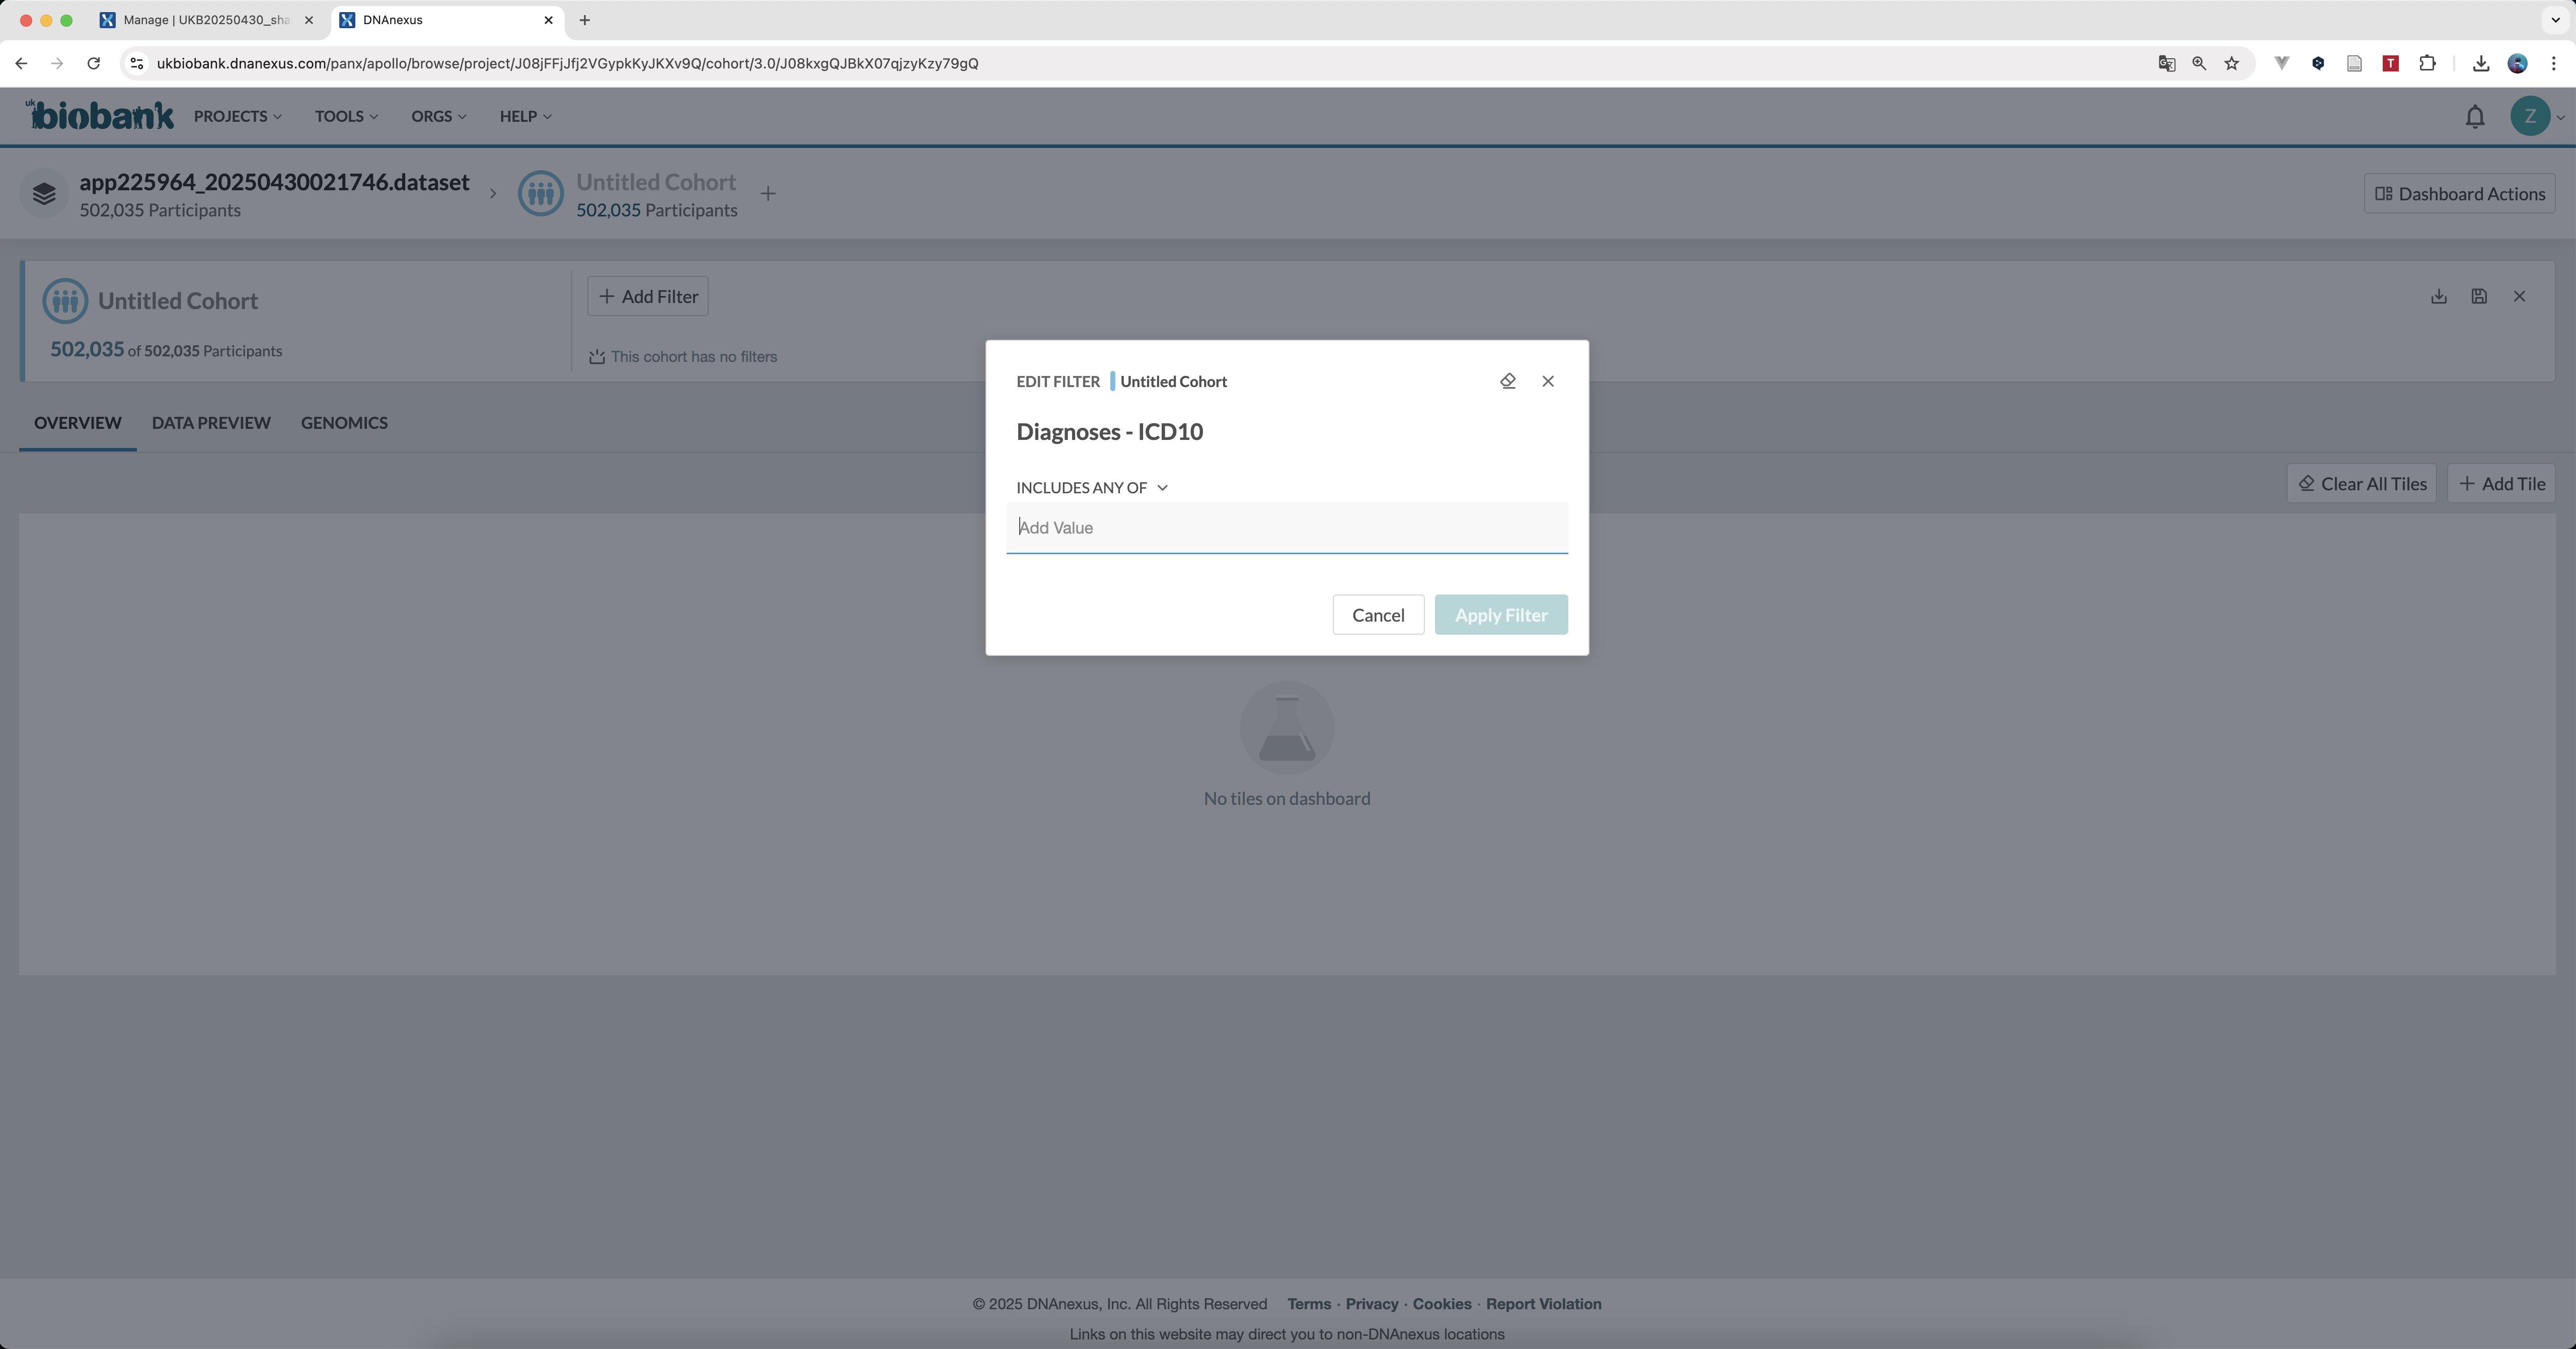 Manage | UKB20250430_sha
DNAnexus
ukbiobank.dnanexus.com/panx/apollo/browse/project/J08jFFjJfj2VGypkKyJKXv9Q/cohort/3.0/J08kxgQJBkX07qjzyKzy79gQ
uk biobank PROJECTS TOOLS ORGS HELP Z
app225964_20250430021746.dataset
502,035 Participants
Untitled Cohort
502,035 Participants
Dashboard Actions
Untitled Cohort
502,035 of 502,035 Participants
Add Filter
This cohort has no filters
EDIT FILTER Untitled Cohort
Diagnoses - ICD10
INCLUDES ANY OF
Add Value
Cancel Apply Filter
OVERVIEW DATA PREVIEW GENOMICS
Clear All Tiles Add Tile
No tiles on dashboard
© 2025 DNAnexus, Inc. All Rights Reserved Terms · Privacy · Cookies · Report Violation
Links on this website may direct you to non-DNAnexus locations